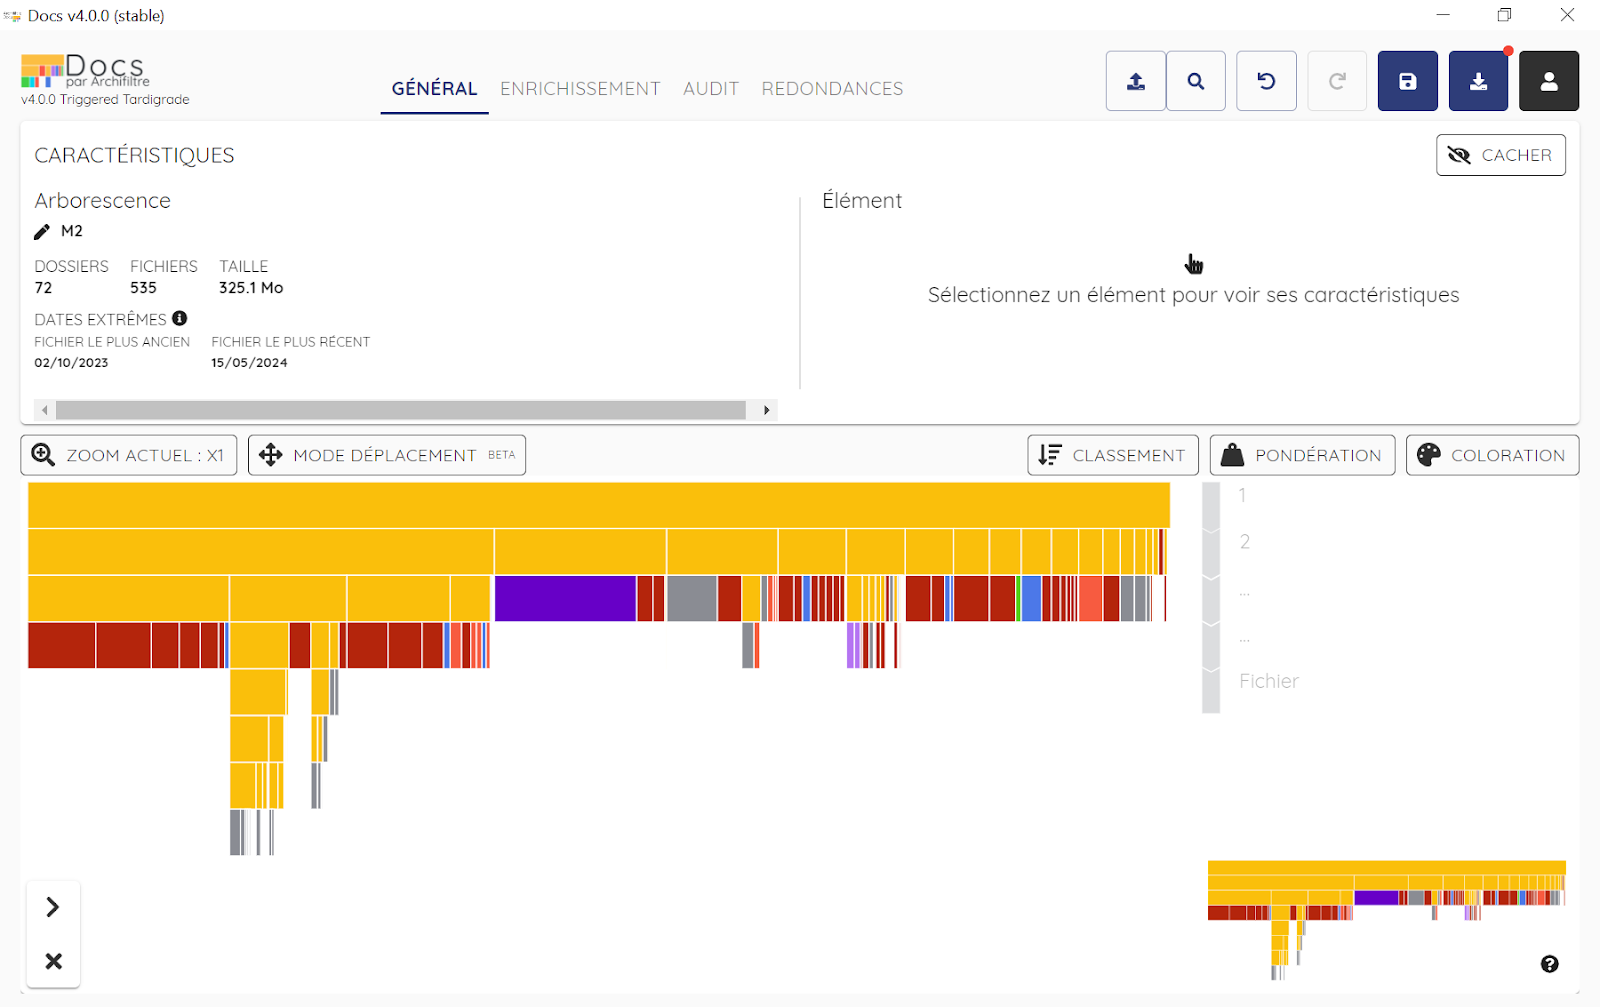 Docs v4.0.0 (stable)
Docs
par Archifiltre
v4.0.0 Triggered Tardigrade
GÉNÉRAL ENRICHISSEMENT AUDIT REDONDANCES
CARACTÉRISTIQUES
CACHER
Arborescence
M2
DOSSIERS FICHIERS TAILLE
72 535 325.1 Mo
DATES EXTRÊMES
FICHIER LE PLUS ANCIEN FICHIER LE PLUS RÉCENT
02/10/2023 15/05/2024
Élément
Sélectionnez un élément pour voir ses caractéristiques
ZOOM ACTUEL : X1 MODE DÉPLACEMENT BETA CLASSEMENT PONDÉRATION COLORATION
1
2
...
...
Fichier